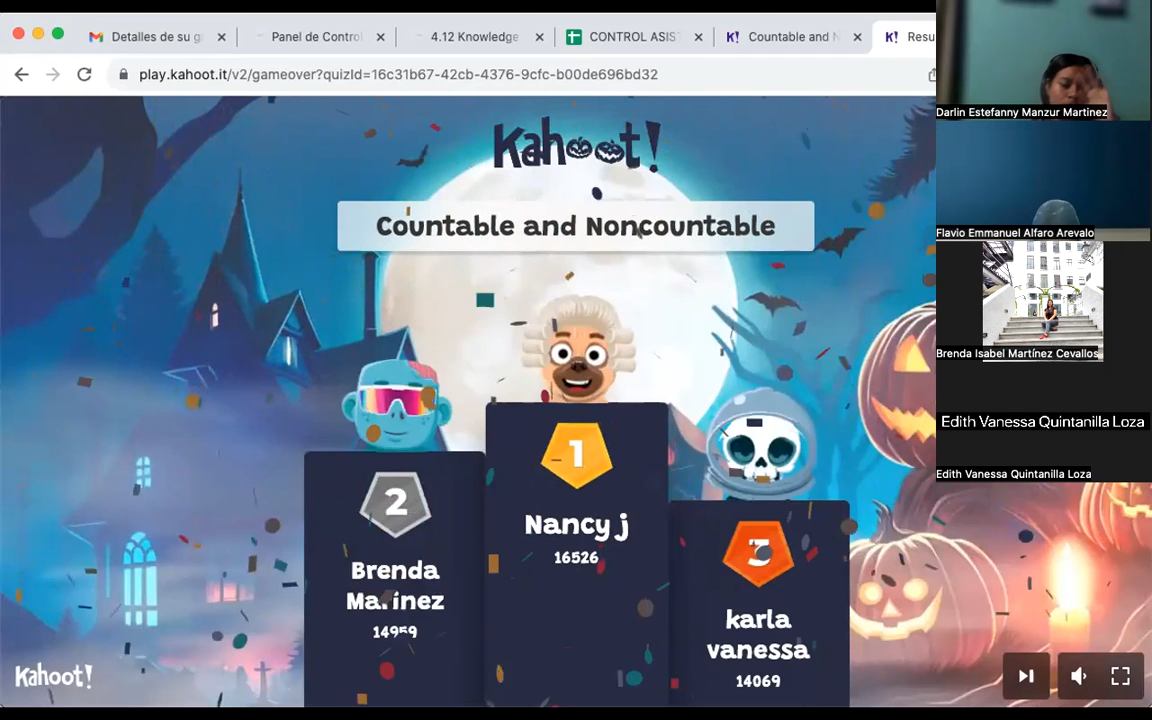 Detalles de su g
Panel de Contro
4.12 Knowledge
CONTROL ASIS
Countable and N
Resu
play.kahoot.it/v2/gameover?quizId=16c31b67-42cb-4376-9cfc-b00de696bd32
Kahoot!
Countable and Noncountable
1
Nancy j
16526
2
Brenda
Marinez
14959
3
karla
vanessa
14069
Kahoot!
Darlin Estefanny Manzur Martinez
Flavio Emmanuel Alfaro Arevalo
Brenda Isabel Martínez Cevallos
Edith Vanessa Quintanilla Loza
Edith Vanessa Quintanilla Loza